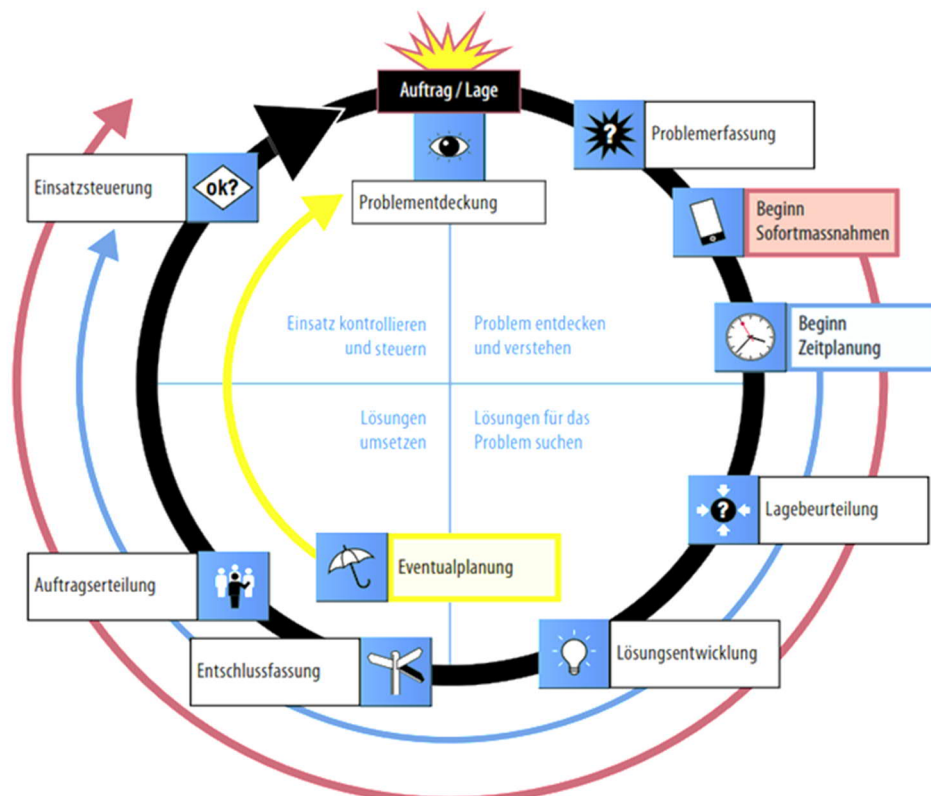 Auftrag / Lage
?
Problemerfassung
Einsatzsteuerung
ok?
Problementdeckung
Beginn
Sofortmassnahmen
Einsatz kontrollieren
und steuern
Problem entdecken
und verstehen
Beginn
Zeitplanung
Lösungen
umsetzen
Lösungen für das
Problem suchen
?
Lagebeurteilung
Auftragserteilung
Eventualplanung
Lösungsentwicklung
Entschlussfassung